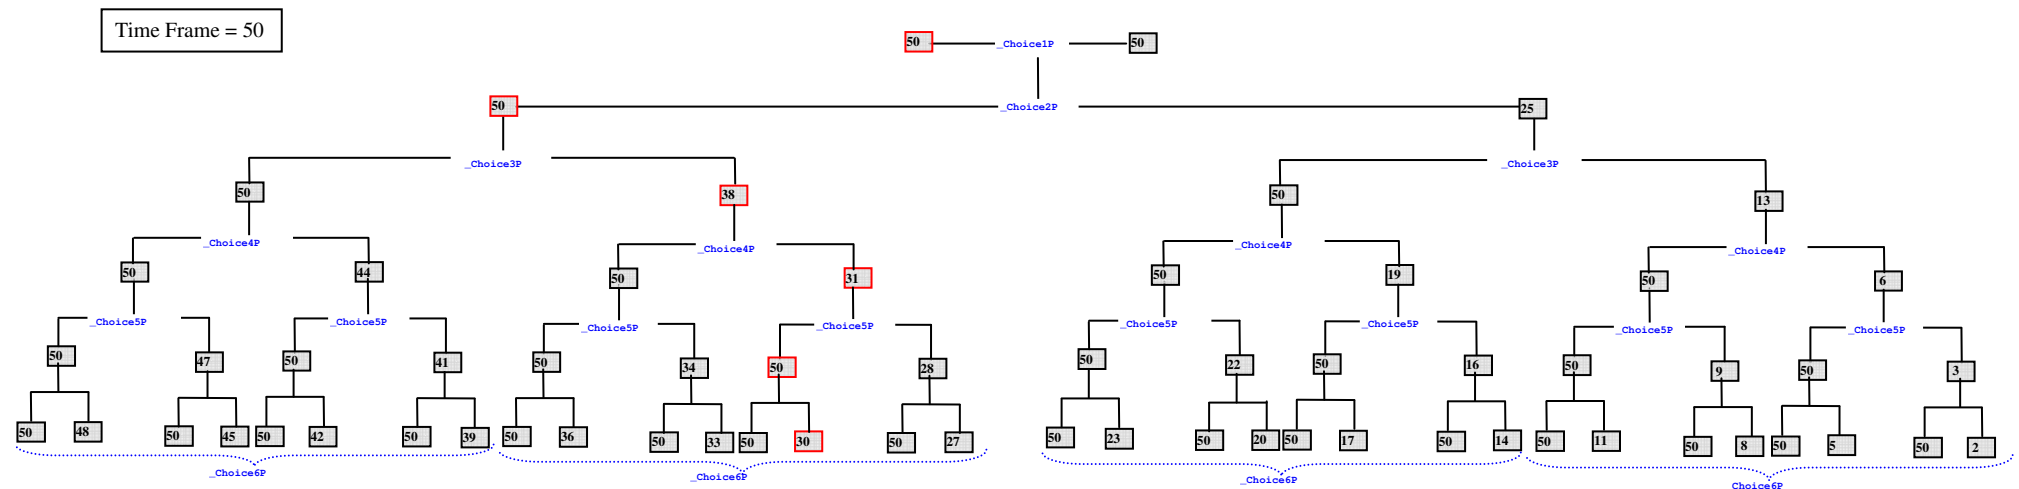 Time Frame = 50
50 _Choice1P 50
50 _Choice2P 25
_Choice3P _Choice3P
50 38 50 13
_Choice4P _Choice4P _Choice4P _Choice4P
50 44 50 31 50 19 50 6
_Choice5P _Choice5P _Choice5P _Choice5P _Choice5P _Choice5P _Choice5P _Choice5P
50 47 50 41 50 34 50 28 50 22 50 16 50 9 50 3
50 48 50 45 50 42 50 39 50 36 50 33 50 30 50 27 50 23 50 20 50 17 50 14 50 11 50 8 50 5 50 2
_Choice6P _Choice6P _Choice6P Choice6P